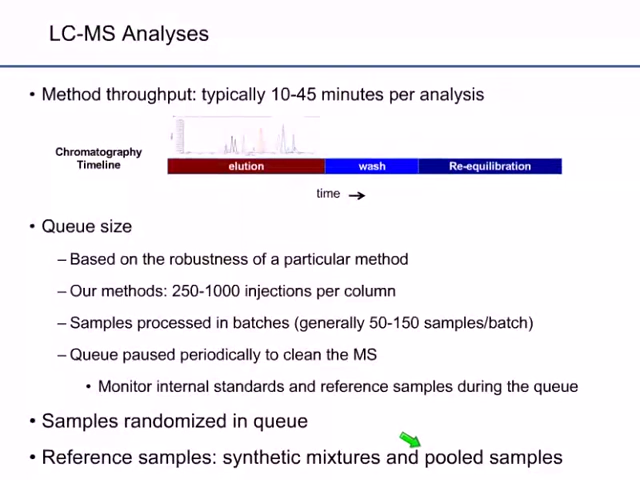 LC-MS Analyses
• Method throughput: typically 10-45 minutes per analysis
Chromatography
Timeline
elution
wash
Re-equilibration
time
• Queue size
– Based on the robustness of a particular method
– Our methods: 250-1000 injections per column
– Samples processed in batches (generally 50-150 samples/batch)
– Queue paused periodically to clean the MS
• Monitor internal standards and reference samples during the queue
• Samples randomized in queue
• Reference samples: synthetic mixtures and pooled samples